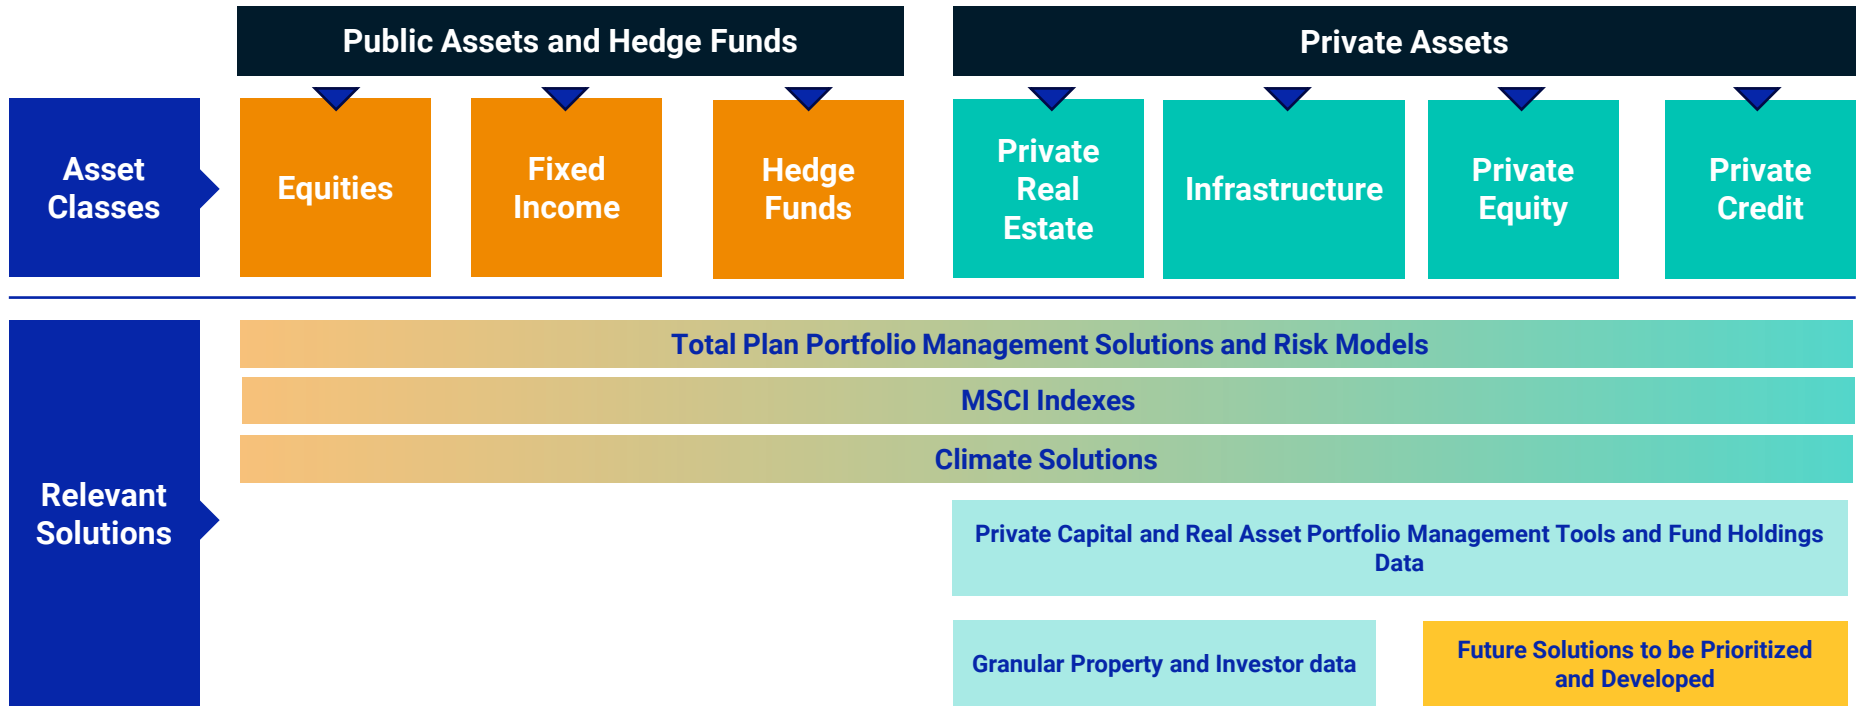 Public Assets and Hedge Funds
Private Assets
Asset
Classes
Equities
Fixed
Income
Hedge
Funds
Private
Real
Estate
Infrastructure
Private
Equity
Private
Credit
Relevant
Solutions
Total Plan Portfolio Management Solutions and Risk Models
MSCI Indexes
Climate Solutions
Private Capital and Real Asset Portfolio Management Tools and Fund Holdings
Data
Granular Property and Investor data
Future Solutions to be Prioritized
and Developed